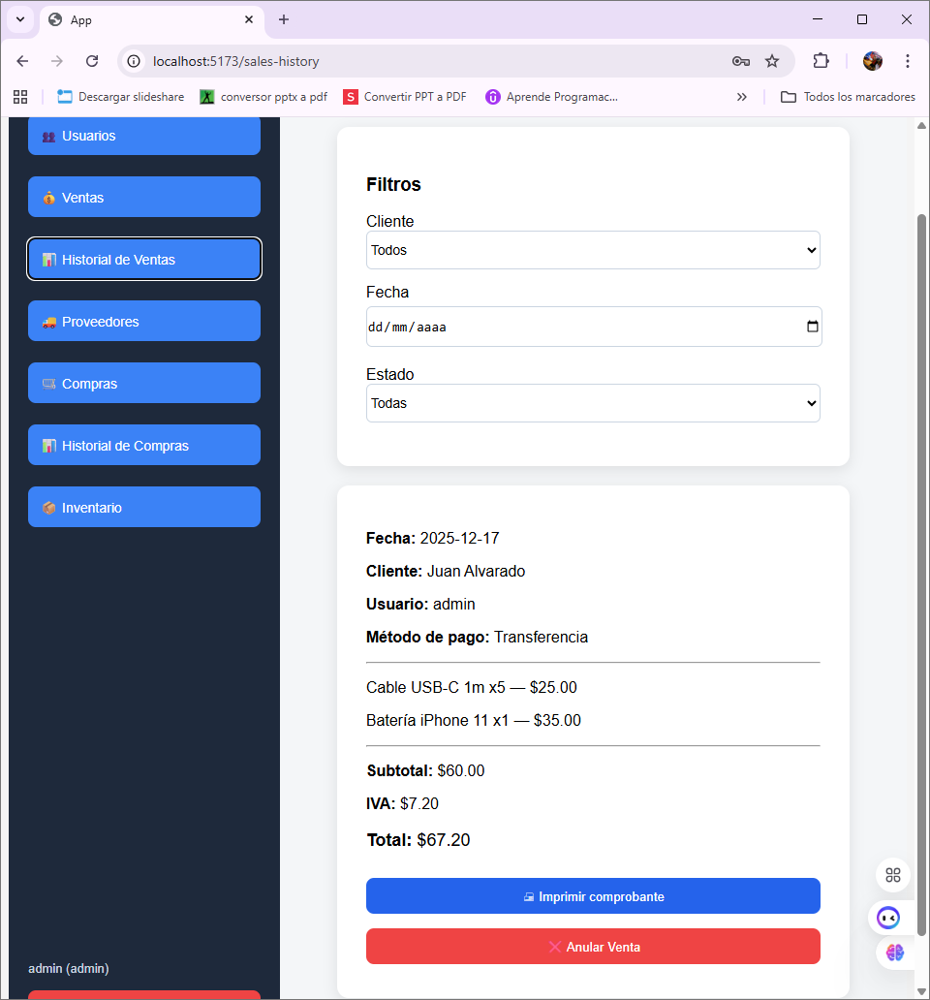 App
localhost:5173/sales-history
Descargar slideshare
conversor pptx a pdf
S
Convertir PPT a PDF
Aprende Programac...
Todos los marcadores
Usuarios
Ventas
Historial de Ventas
Proveedores
Compras
Historial de Compras
Inventario
admin (admin)
Filtros
Cliente
Todos
Fecha
dd/mm/aaaa
Estado
Todas
Fecha: 2025-12-17
Cliente: Juan Alvarado
Usuario: admin
Método de pago: Transferencia
Cable USB-C 1m x5 — $25.00
Batería iPhone 11 x1 — $35.00
Subtotal: $60.00
IVA: $7.20
Total: $67.20
Imprimir comprobante
Anular Venta